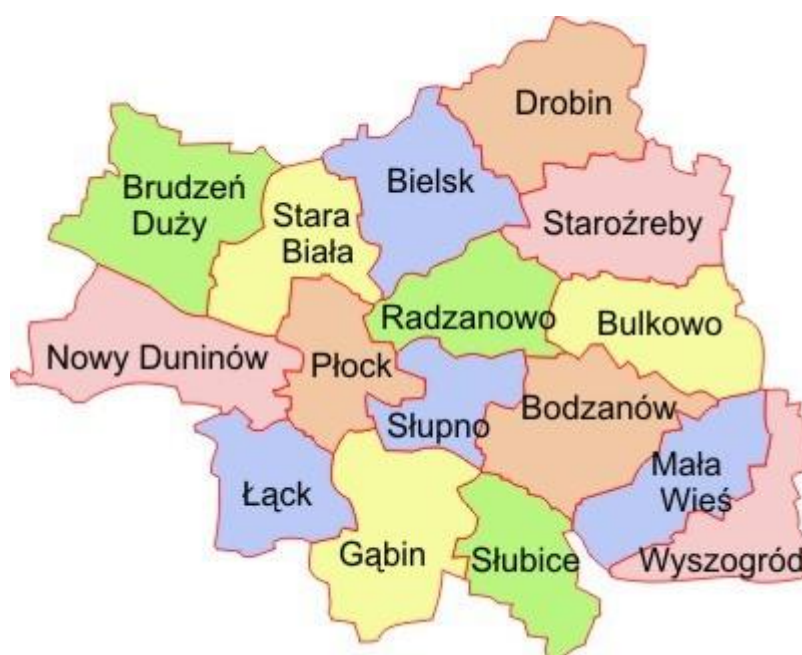 Drobin
Brudzeń
Duży
Bielsk
Stara
Biała
Staroźreby
Radzanowo
Bulkowo
Nowy Duninów
Płock
Bodzanów
Słupno
Łąck
Mała
Wieś
Gąbin
Słubice
Wyszogród